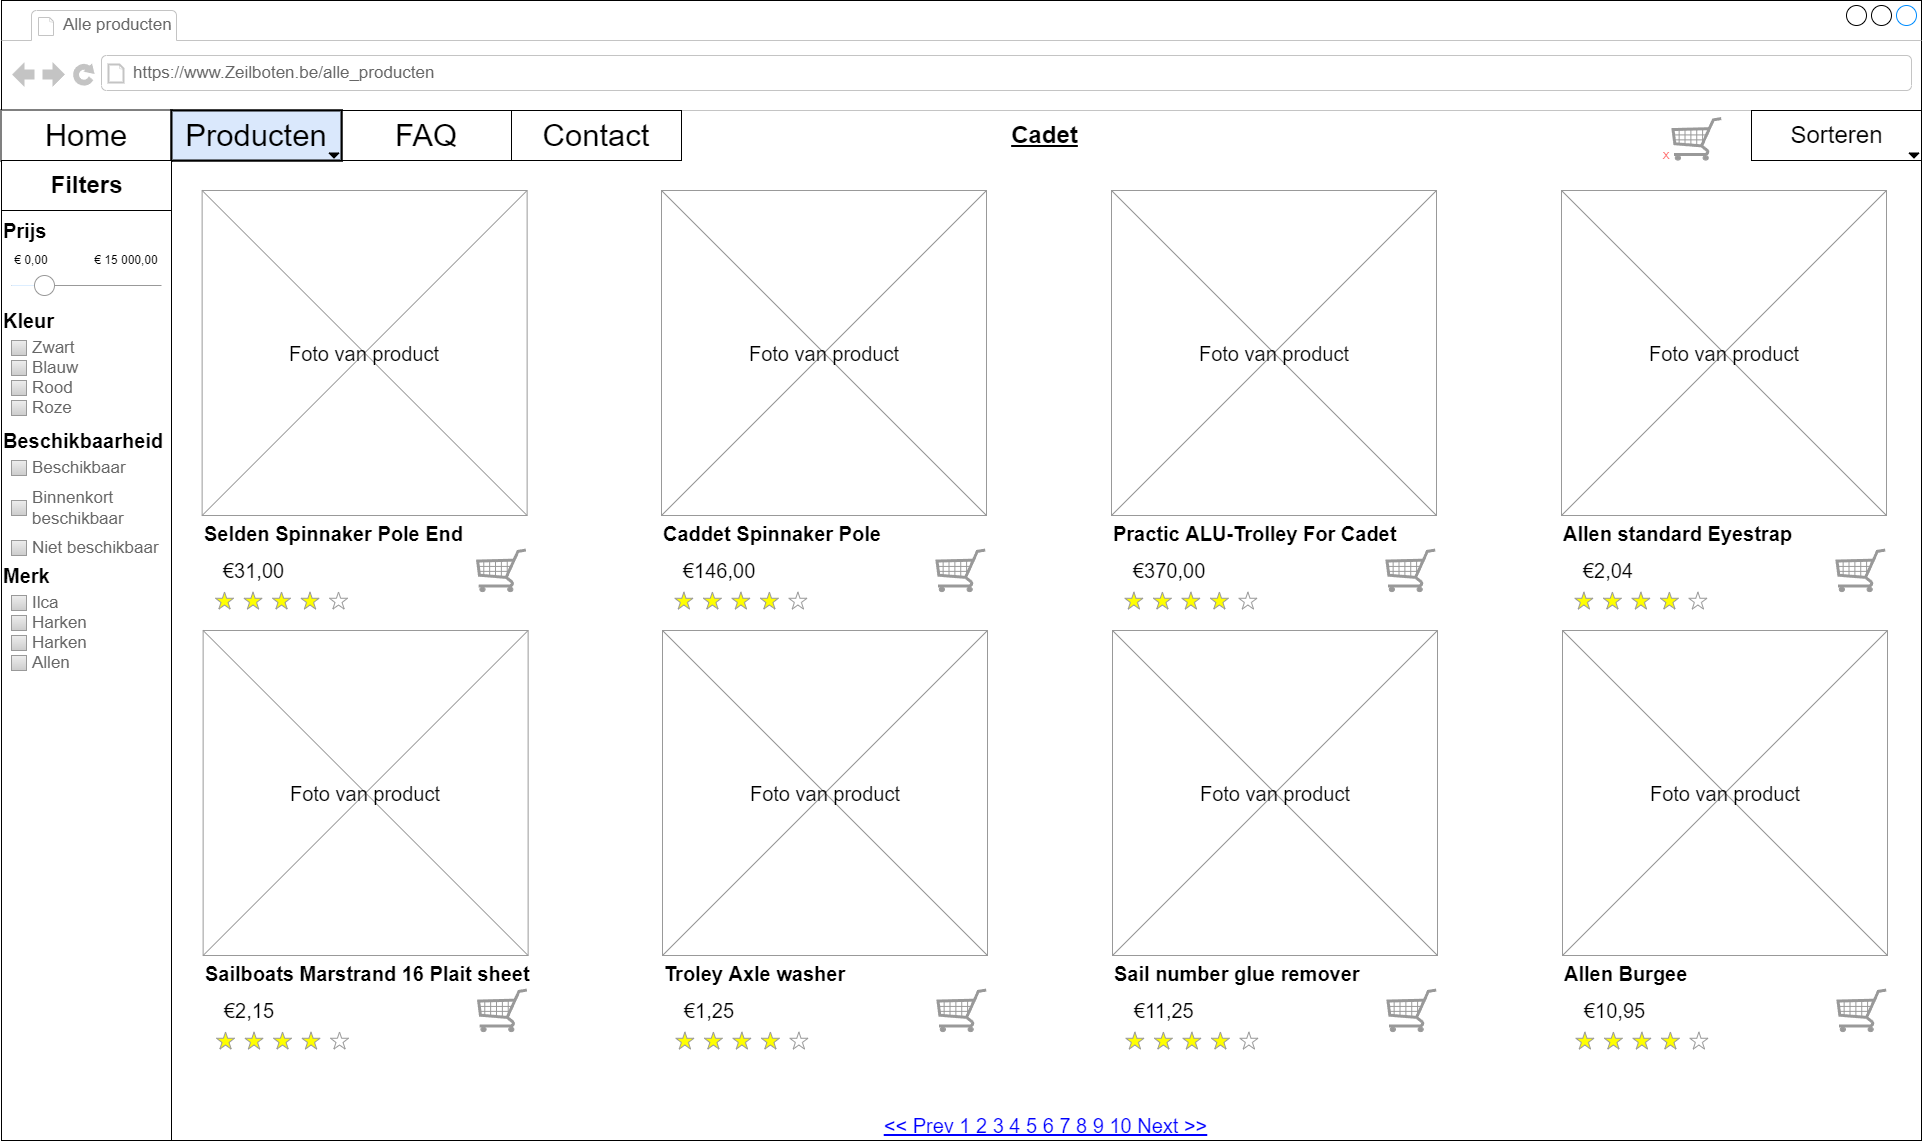 Alle producten
https://www.Zeilboten.be/alle_producten
Home
Producten
FAQ
Contact
Cadet
x
Sorteren
Filters
Prijs
€ 0,00
€ 15 000,00
Kleur
Zwart
Blauw
Rood
Roze
Beschikbaarheid
Beschikbaar
Binnenkort
beschikbaar
Niet beschikbaar
Merk
Ilca
Harken
Harken
Allen
Foto van product
Selden Spinnaker Pole End
€31,00
Foto van product
Caddet Spinnaker Pole
€146,00
Foto van product
Practic ALU-Trolley For Cadet
€370,00
Foto van product
Allen standard Eyestrap
€2,04
Foto van product
Sailboats Marstrand 16 Plait sheet
€2,15
Foto van product
Troley Axle washer
€1,25
Foto van product
Sail number glue remover
€11,25
Foto van product
Allen Burgee
€10,95
<< Prev 1 2 3 4 5 6 7 8 9 10 Next >>